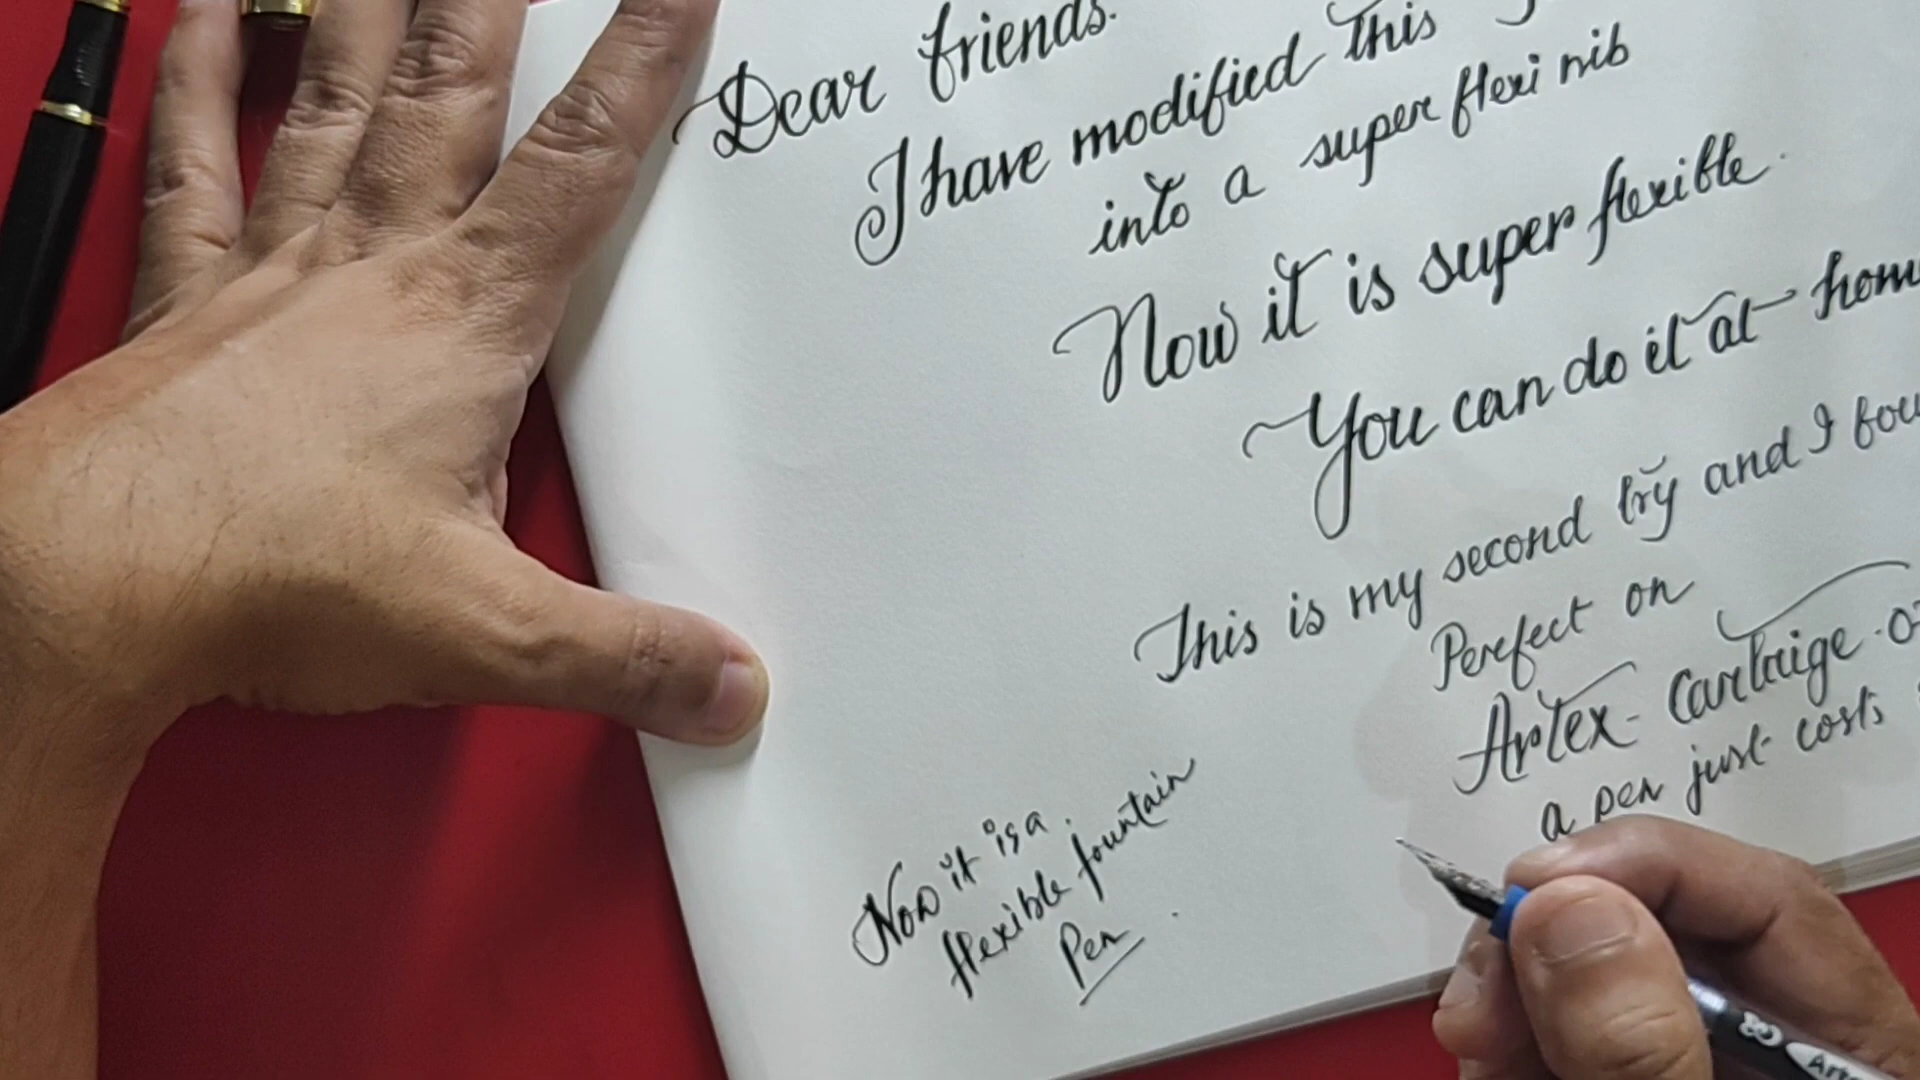 Dear friends.
I have modified this
into a super flexi nib
Now it is super flexible.
You can do it at
This is my second try and I
Perefect on
Artex- Cartrige
a pen just costs
Now it is a
flexible fountain
Pen